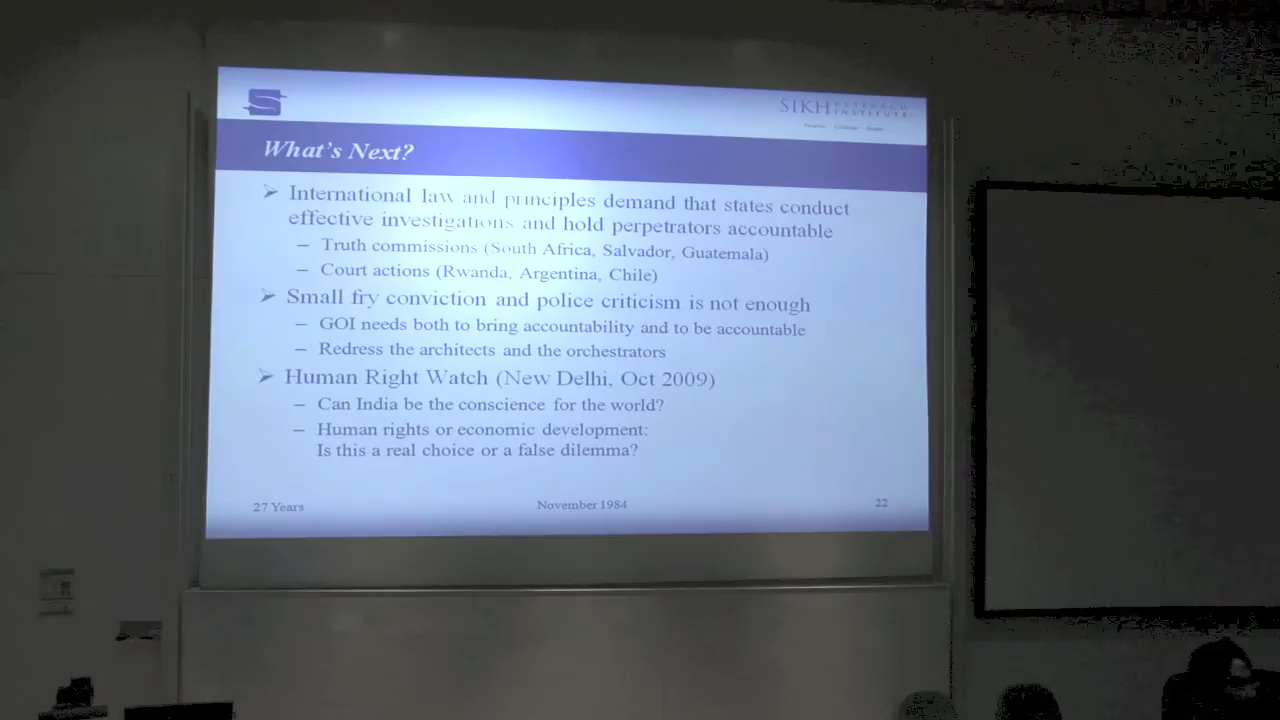 SIKH RESEARCH
INSTITUTE
What's Next?
➢ International law and principles demand that states conduct
effective investigations and hold perpetrators accountable
– Truth commissions (South Africa, Salvador, Guatemala)
– Court actions (Rwanda, Argentina, Chile)
➢ Small fry conviction and police criticism is not enough
– GOI needs both to bring accountability and to be accountable
– Redress the architects and the orchestrators
➢ Human Right Watch (New Delhi, Oct 2009)
– Can India be the conscience for the world?
– Human rights or economic development:
Is this a real choice or a false dilemma?
27 Years November 1984 22